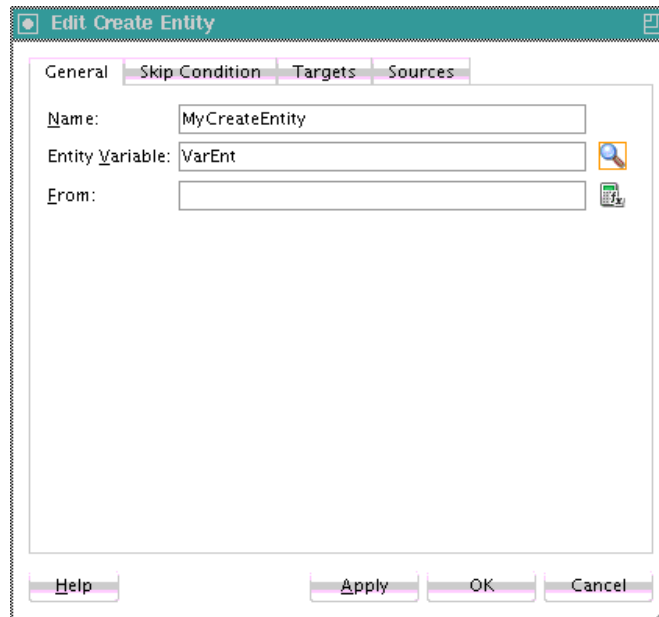 Edit Create Entity
General Skip Condition Targets Sources
Name: MyCreateEntity
Entity Variable: VarEnt
From:
Help Apply OK Cancel